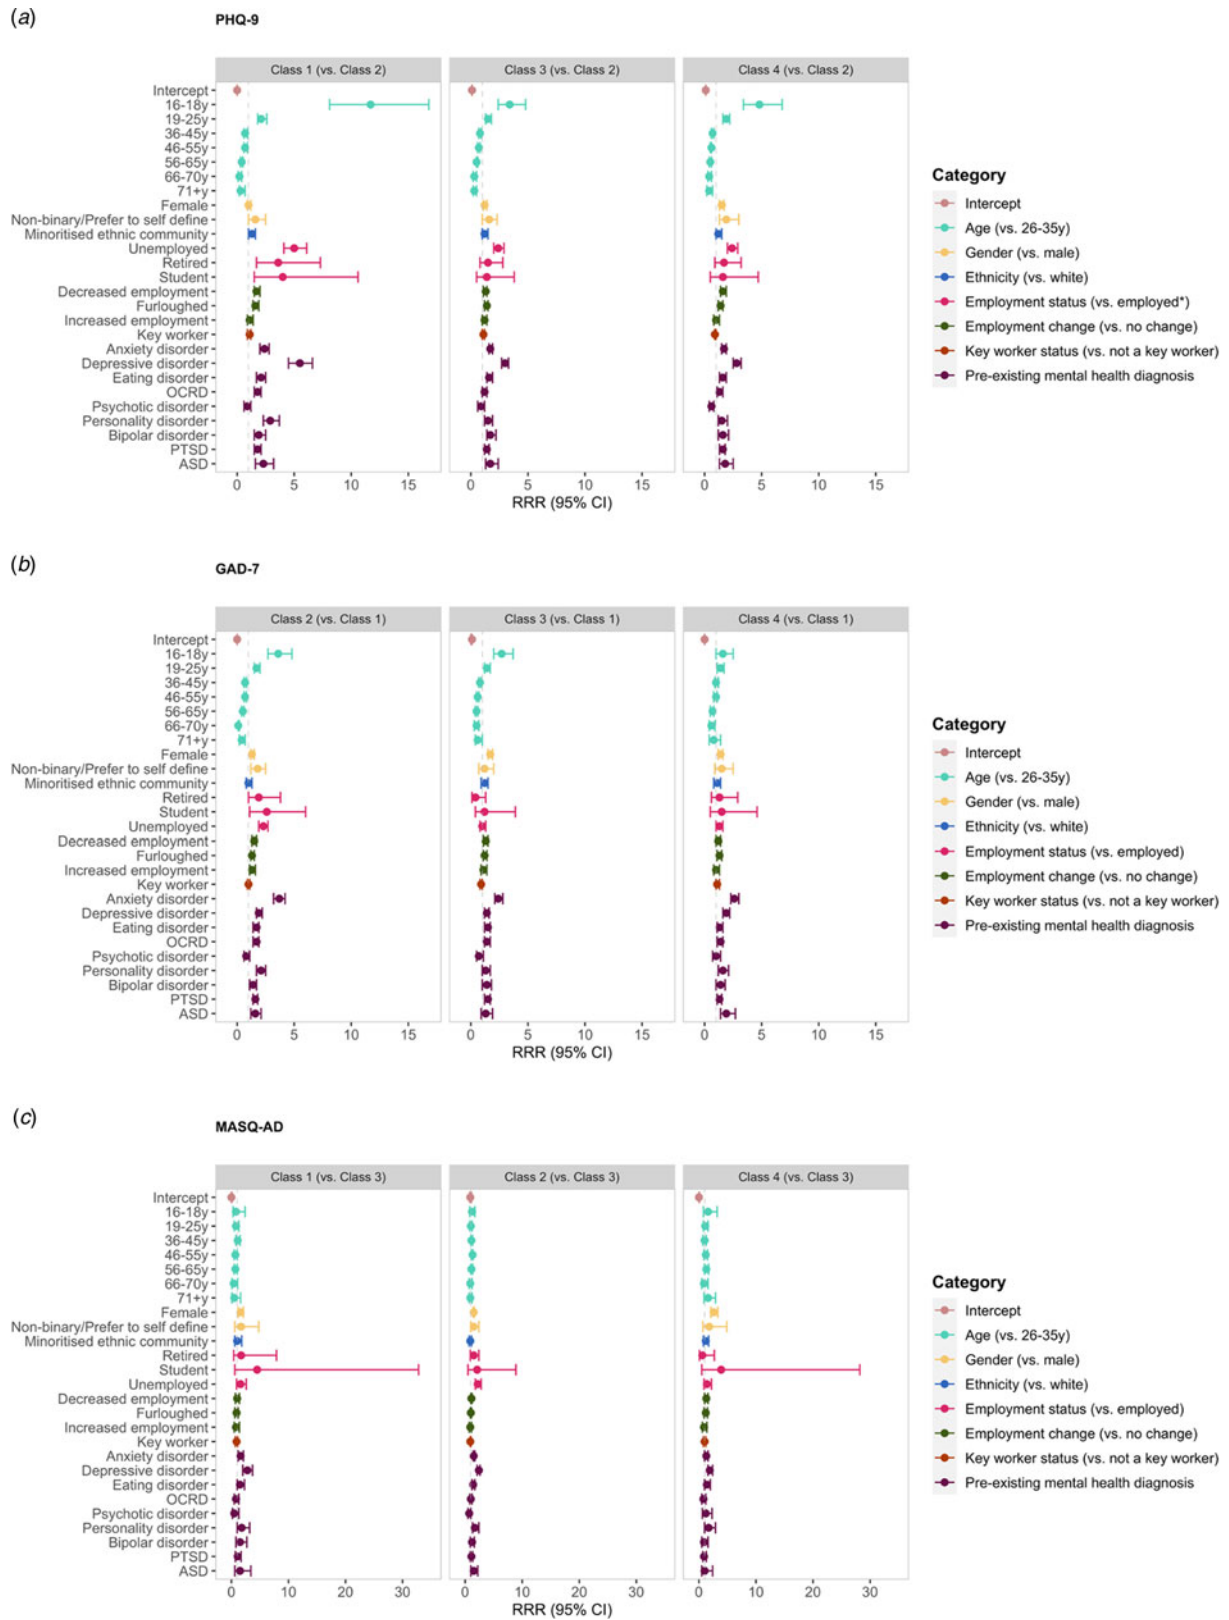 (a)
PHQ-9
Class 1 (vs. Class 2) Class 3 (vs. Class 2) Class 4 (vs. Class 2)
Intercept
16-18y
19-25y
36-45y
46-55y
56-65y
66-70y
71+y
Female
Non-binary/Prefer to self define
Minoritised ethnic community
Unemployed
Retired
Student
Decreased employment
Furloughed
Increased employment
Key worker
Anxiety disorder
Depressive disorder
Eating disorder
OCRD
Psychotic disorder
Personality disorder
Bipolar disorder
PTSD
ASD
0 5 10 15 0 5 10 15 0 5 10 15
RRR (95% CI)
Category
Intercept
Age (vs. 26-35y)
Gender (vs. male)
Ethnicity (vs. white)
Employment status (vs. employed*)
Employment change (vs. no change)
Key worker status (vs. not a key worker)
Pre-existing mental health diagnosis
(b)
GAD-7
Class 2 (vs. Class 1) Class 3 (vs. Class 1) Class 4 (vs. Class 1)
Intercept
16-18y
19-25y
36-45y
46-55y
56-65y
66-70y
71+y
Female
Non-binary/Prefer to self define
Minoritised ethnic community
Retired
Student
Unemployed
Decreased employment
Furloughed
Increased employment
Key worker
Anxiety disorder
Depressive disorder
Eating disorder
OCRD
Psychotic disorder
Personality disorder
Bipolar disorder
PTSD
ASD
0 5 10 15 0 5 10 15 0 5 10 15
RRR (95% CI)
Category
Intercept
Age (vs. 26-35y)
Gender (vs. male)
Ethnicity (vs. white)
Employment status (vs. employed)
Employment change (vs. no change)
Key worker status (vs. not a key worker)
Pre-existing mental health diagnosis
(c)
MASQ-AD
Class 1 (vs. Class 3) Class 2 (vs. Class 3) Class 4 (vs. Class 3)
Intercept
16-18y
19-25y
36-45y
46-55y
56-65y
66-70y
71+y
Female
Non-binary/Prefer to self define
Minoritised ethnic community
Retired
Student
Unemployed
Decreased employment
Furloughed
Increased employment
Key worker
Anxiety disorder
Depressive disorder
Eating disorder
OCRD
Psychotic disorder
Personality disorder
Bipolar disorder
PTSD
ASD
0 10 20 30 0 10 20 30 0 10 20 30
RRR (95% CI)
Category
Intercept
Age (vs. 26-35y)
Gender (vs. male)
Ethnicity (vs. white)
Employment status (vs. employed)
Employment change (vs. no change)
Key worker status (vs. not a key worker)
Pre-existing mental health diagnosis